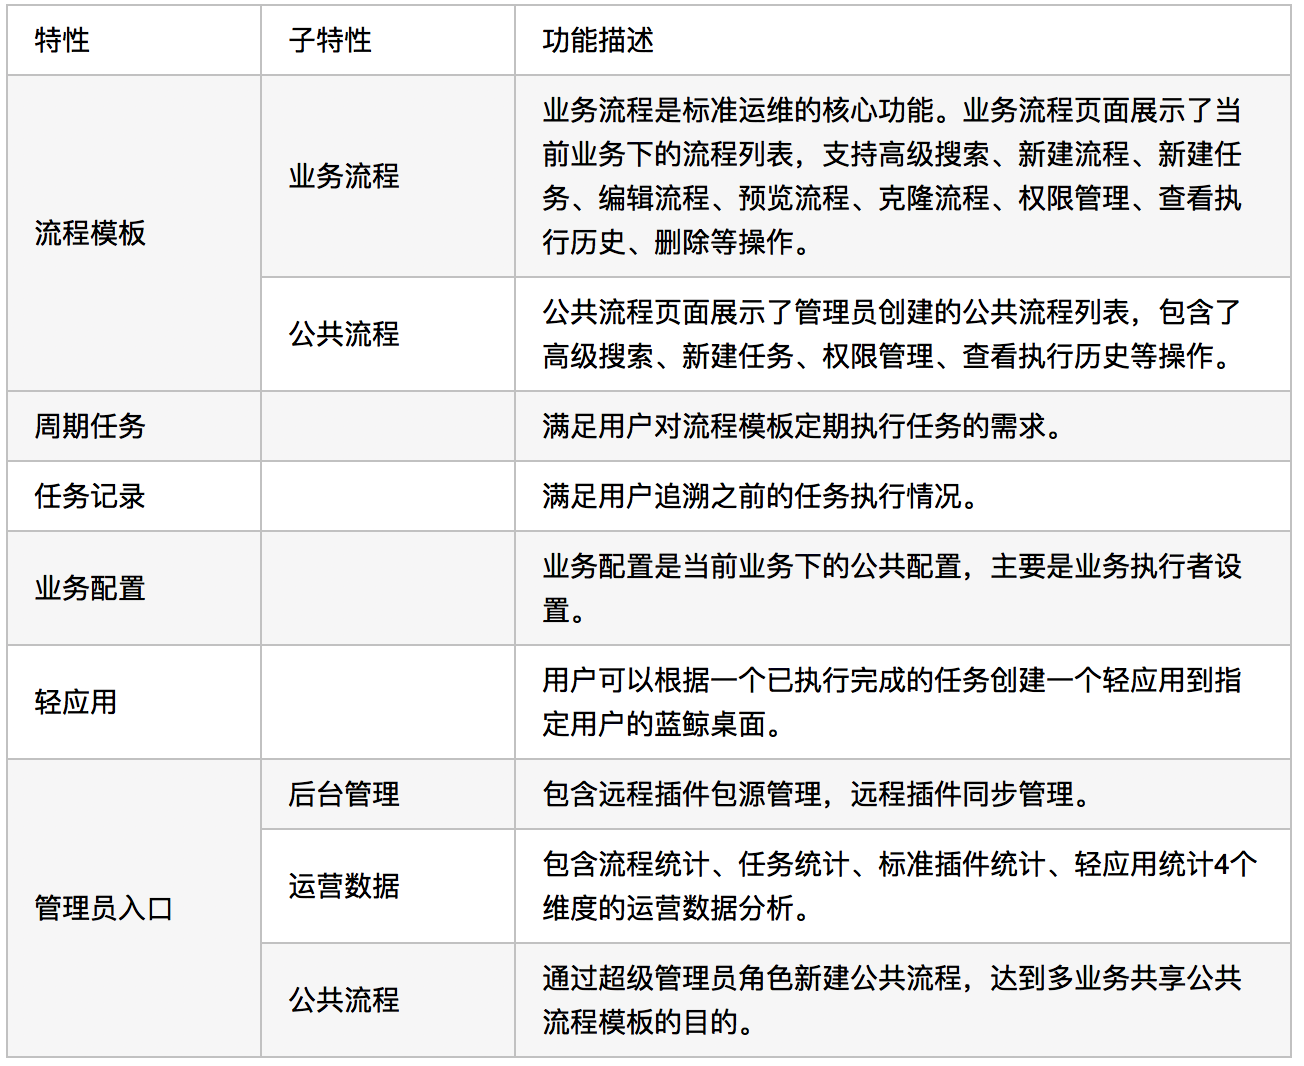 特性
子特性
功能描述
流程模板
业务流程
业务流程是标准运维的核心功能。业务流程页面展示了当
前业务下的流程列表，支持高级搜索、新建流程、新建任
务、编辑流程、预览流程、克隆流程、权限管理、查看执
行历史、删除等操作。
公共流程
公共流程页面展示了管理员创建的公共流程列表，包含了
高级搜索、新建任务、权限管理、查看执行历史等操作。
周期任务
满足用户对流程模板定期执行任务的需求。
任务记录
满足用户追溯之前的任务执行情况。
业务配置
业务配置是当前业务下的公共配置，主要是业务执行者设
置。
轻应用
用户可以根据一个已执行完成的任务创建一个轻应用到指
定用户的蓝鲸桌面。
管理员入口
后台管理
包含远程插件包源管理，远程插件同步管理。
运营数据
包含流程统计、任务统计、标准插件统计、轻应用统计4个
维度的运营数据分析。
公共流程
通过超级管理员角色新建公共流程，达到多业务共享公共
流程模板的目的。